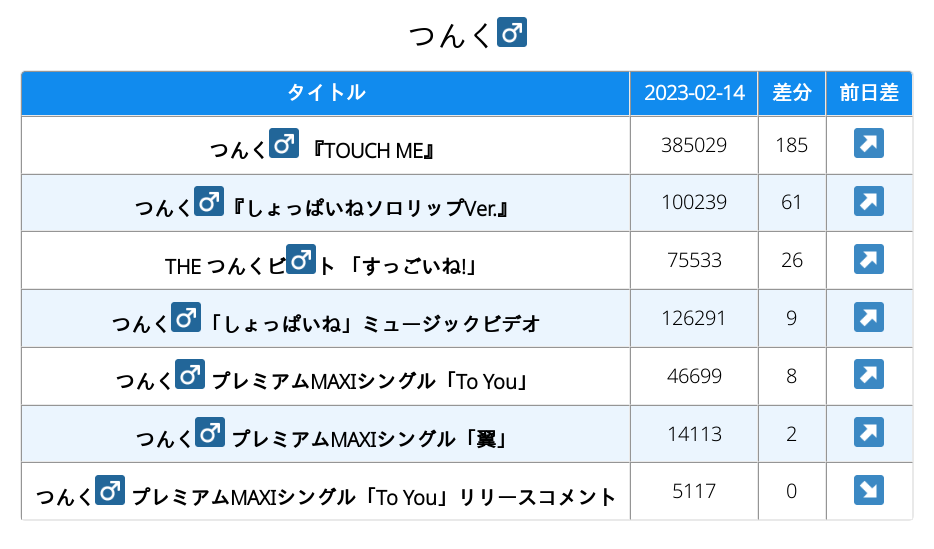 つんく♂
タイトル 2023-02-14 差分 前日差
つんく♂ 『TOUCH ME』 385029 185 ↗
つんく♂『しょっぱいねソロリップVer.』 100239 61 ↗
THE つんくビ♂ト 「すっごいね!」 75533 26 ↗
つんく♂「しょっぱいね」ミュージックビデオ 126291 9 ↗
つんく♂ プレミアムMAXIシングル「To You」 46699 8 ↗
つんく♂ プレミアムMAXIシングル「翼」 14113 2 ↗
つんく♂ プレミアムMAXIシングル「To You」リリースコメント 5117 0 ↘